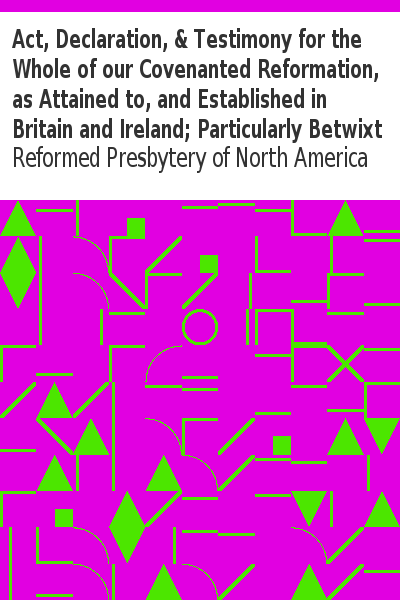 Act, Declaration, & Testimony for the
Whole of our Covenanted Reformation,
as Attained to, and Established in
Britain and Ireland; Particularly Betwixt
Reformed Presbytery of North America